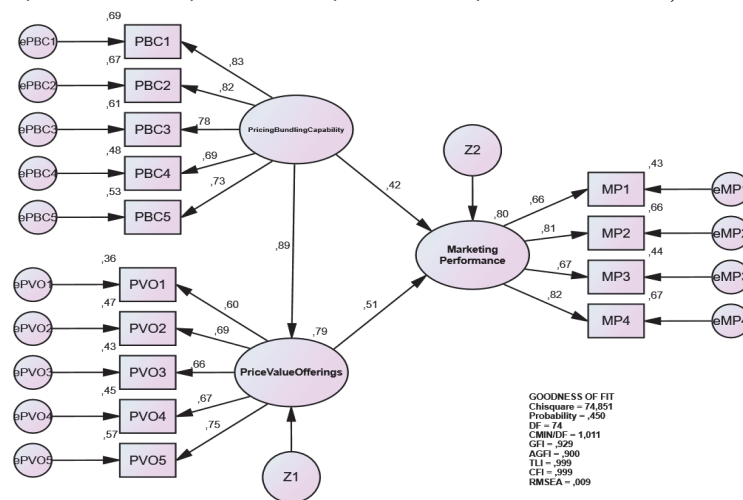 ,69
ePBC1
PBC1
,83
,67
ePBC2
PBC2
,82
,61
ePBC3
PBC3
,78
PricingBundlingCapability
,48
ePBC4
PBC4
,69
,53
ePBC5
PBC5
,73
Z2
,42
,80
,66
MP1
,43
eMP1
,81
MP2
,66
Marketing
Performance
,67
MP3
,44
,82
MP4
,67
eMP4
,89
,51
,36
ePVO1
PVO1
,60
,47
ePVO2
PVO2
,69
,79
,43
ePVO3
PVO3
,66
PriceValueOfferings
,45
ePVO4
PVO4
,67
,57
ePVO5
PVO5
,75
Z1
GOODNESS OF FIT
Chisquare = 74,851
Probability = ,450
DF = 74
CMIN/DF = 1,011
GFI = ,929
AGFI = ,900
TLI = ,999
CFI = ,999
RMSEA = ,009